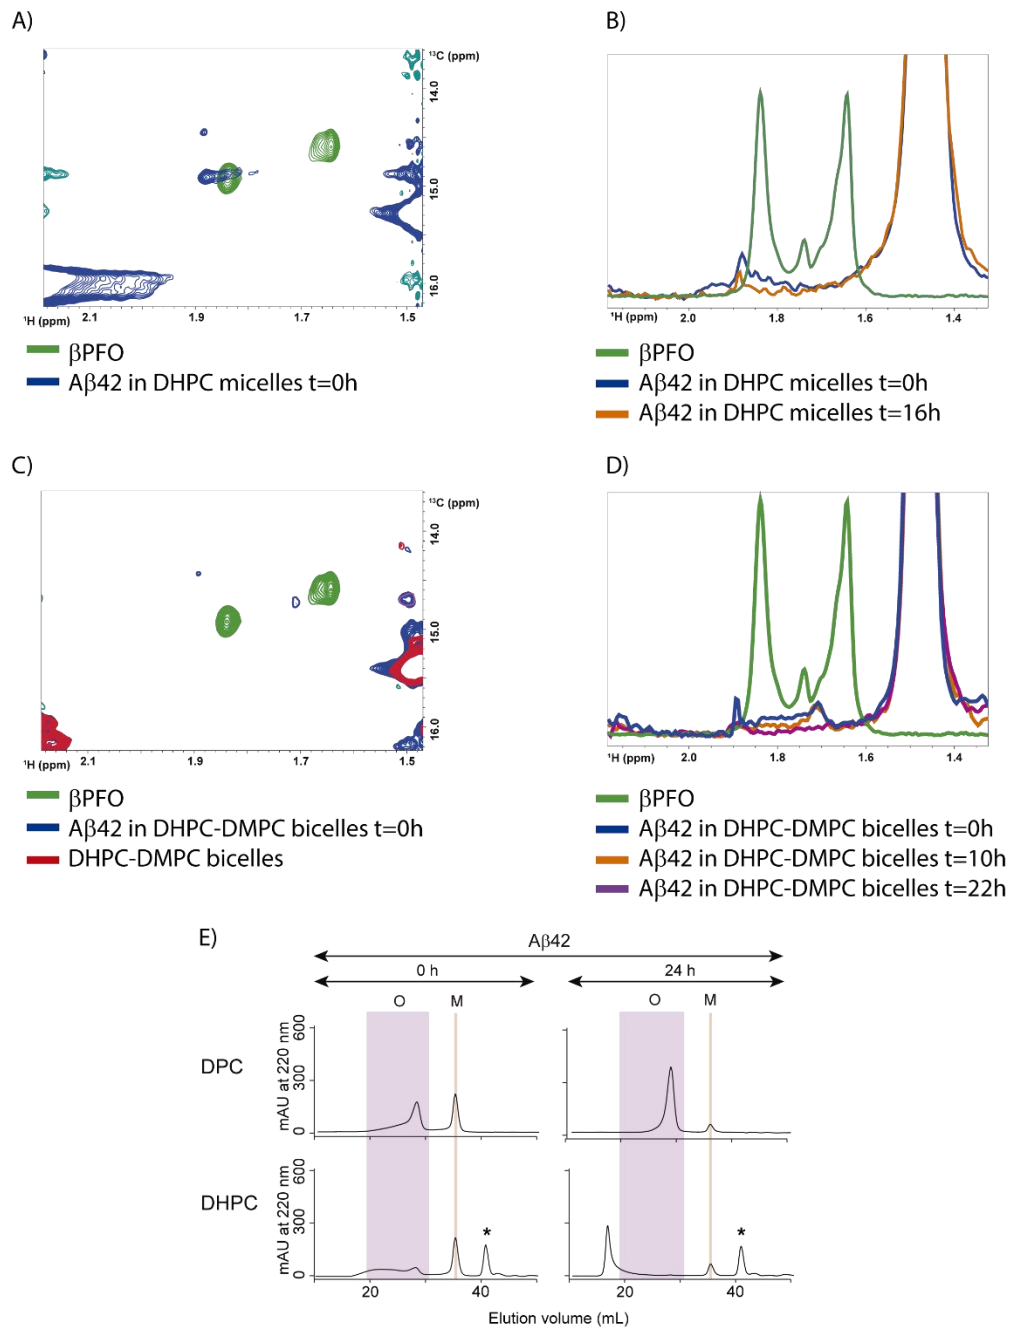 A)
¹³C (ppm)
14.0
15.0
16.0
¹H (ppm)
2.1
1.9
1.7
1.5
βPFO
Aβ42 in DHPC micelles t=0h
B)
¹H (ppm)
2.0
1.8
1.6
1.4
βPFO
Aβ42 in DHPC micelles t=0h
Aβ42 in DHPC micelles t=16h
C)
¹³C (ppm)
14.0
15.0
16.0
¹H (ppm)
2.1
1.9
1.7
1.5
βPFO
Aβ42 in DHPC-DMPC bicelles t=0h
DHPC-DMPC bicelles
D)
¹H (ppm)
2.0
1.8
1.6
1.4
βPFO
Aβ42 in DHPC-DMPC bicelles t=0h
Aβ42 in DHPC-DMPC bicelles t=10h
Aβ42 in DHPC-DMPC bicelles t=22h
E)
Aβ42
0 h
24 h
O M
O M
DPC
mAU at 220 nm
600
300
0
DHPC
mAU at 220 nm
600
300
0
*
*
20 40
20 40
Elution volume (mL)